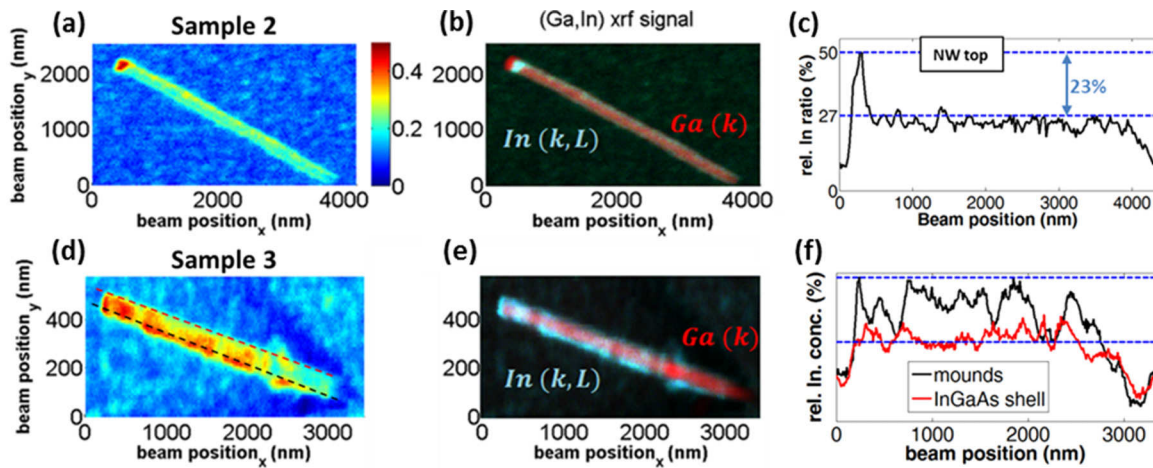 (a) Sample 2
beam position_y (nm)
2000
1000
0
0 2000 4000
beam position_x (nm)
0.4
0.2
0
(b) (Ga,In) xrf signal
In (k, L)
Ga (k)
2000
1000
0
0 2000 4000
beam position_x (nm)
(c)
rel. In ratio (%)
50
27
0
NW top
23%
0 1000 2000 3000 4000
Beam position (nm)
(d) Sample 3
beam position_y (nm)
400
200
0
0 1000 2000 3000
beam position_x (nm)
(e)
Ga (k)
In (k, L)
400
200
0
0 1000 2000 3000
beam position_x (nm)
(f)
rel. In. conc. (%)
mounds
InGaAs shell
0 1000 2000 3000
beam position (nm)